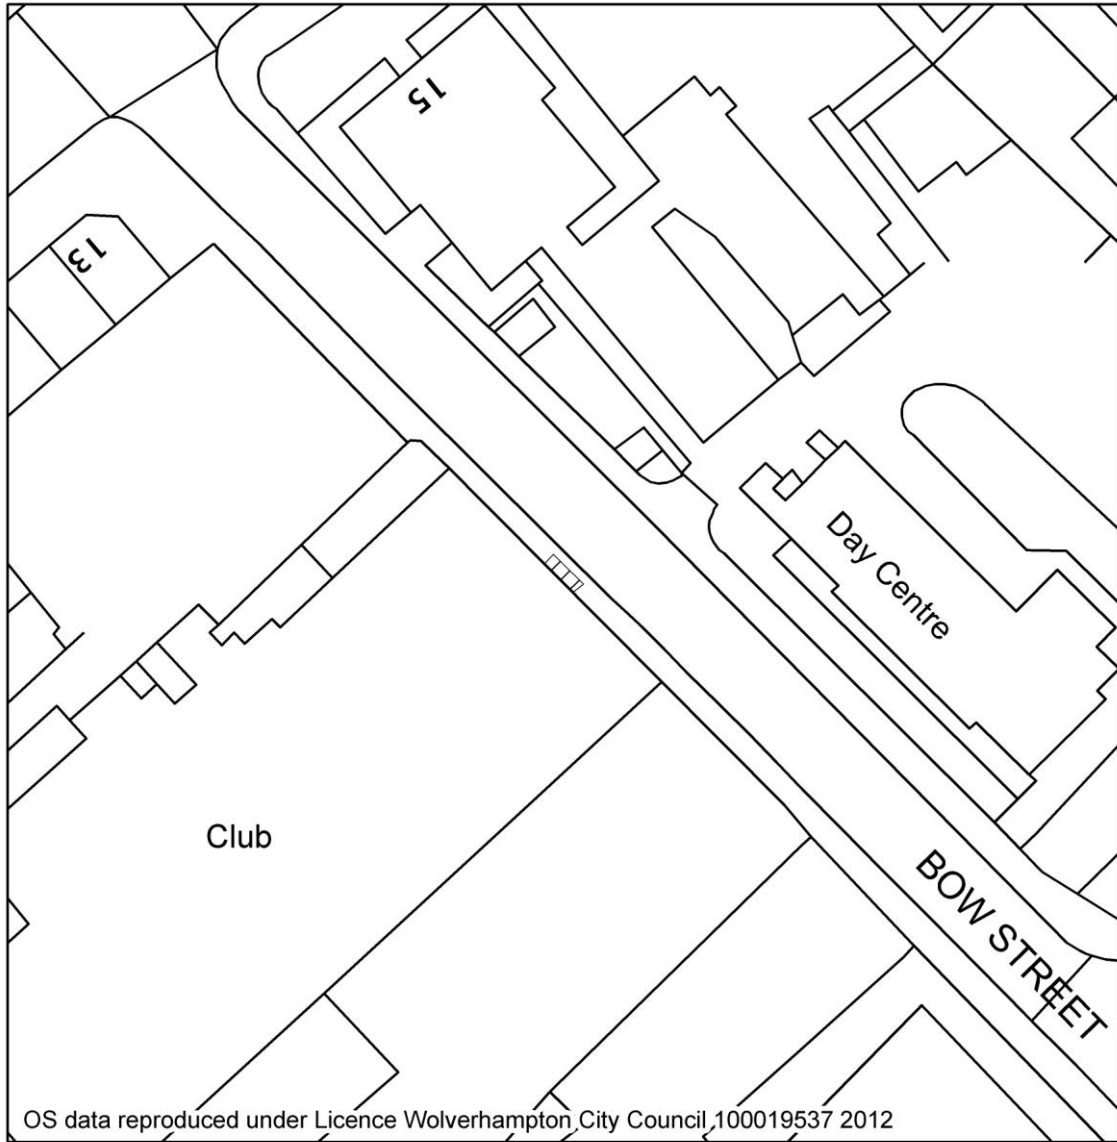 15
13
Day Centre
Club
BOW STREET
OS data reproduced under Licence Wolverhampton City Council 100019537 2012